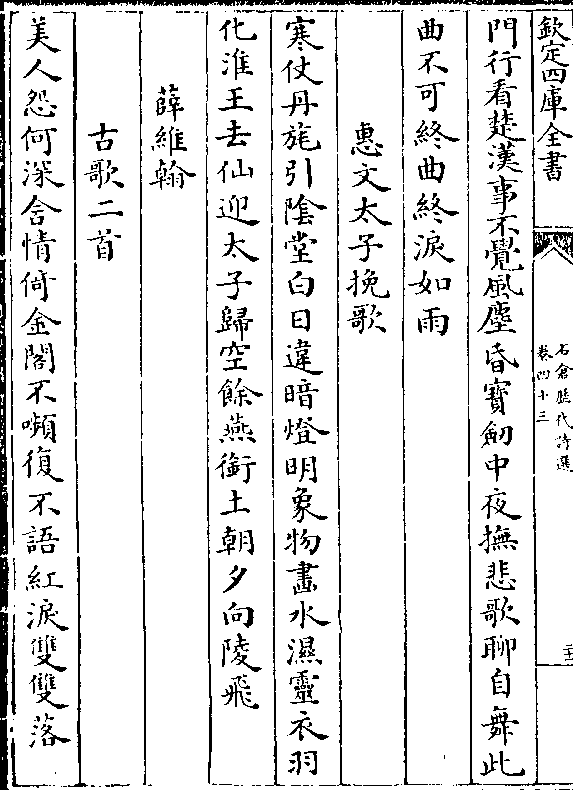 欽定四庫全書
石倉歷代詩選
卷四十三
二十五
門行看楚漢事不覺風塵昏寶劒中夜撫悲歌聊自舞此
曲不可終曲終淚如雨
惠文太子挽歌
寒仗丹旄引陰堂白日違暗燈明象物畫水濕靈衣羽
化淮王去仙迎太子歸空餘燕銜土朝夕向陵飛
薛維翰
古歌二首
美人怨何深含情倚金閣不嚬復不語紅淚雙雙落